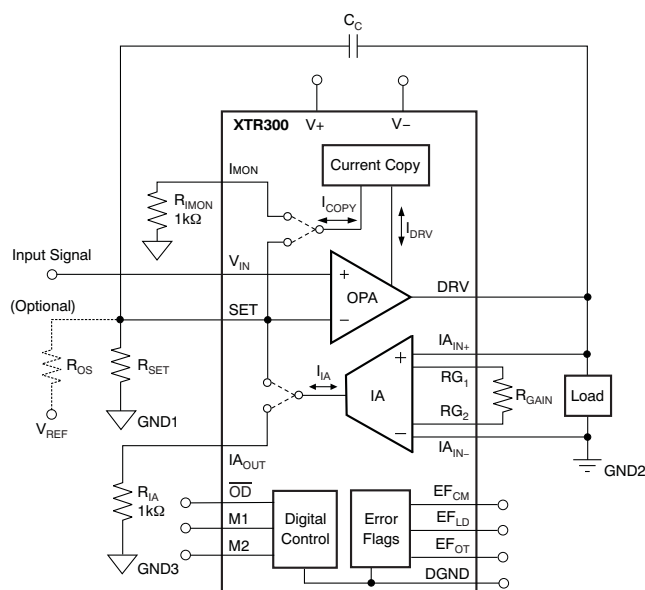 C_C
XTR300
V+
V−
I_MON
Current Copy
R_IMON
1kΩ
I_COPY
I_DRV
Input Signal
V_IN
+
OPA
DRV
(Optional)
SET
−
IA_IN+
R_OS
R_SET
I_IA
+
IA
RG_1
R_GAIN
Load
V_REF
GND1
RG_2
−
IA_IN−
GND2
IA_OUT
R_IA
1kΩ
OD
M1
M2
Digital
Control
Error
Flags
EF_CM
EF_LD
EF_OT
GND3
DGND